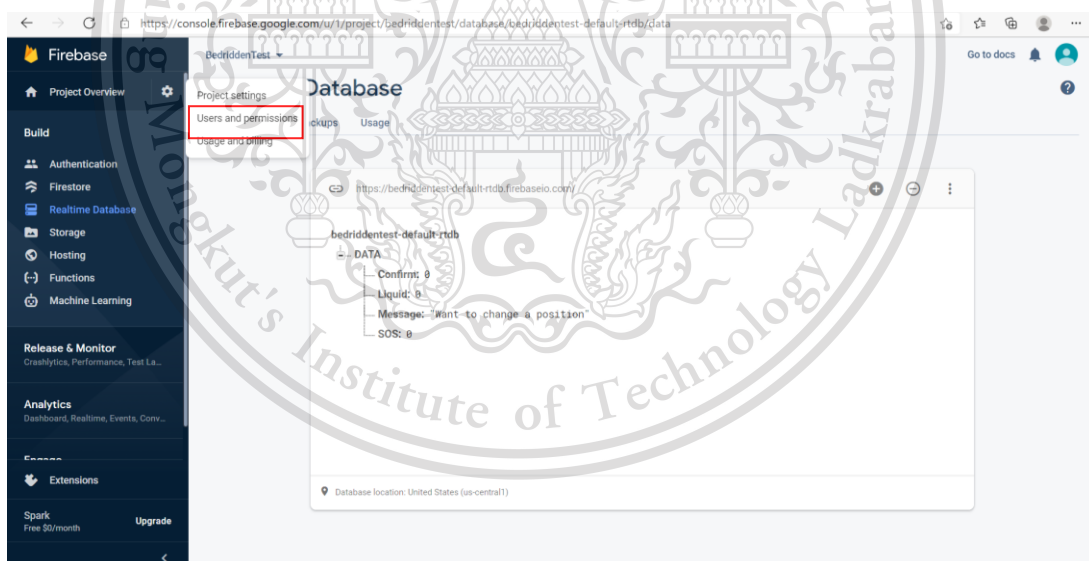 https://console.firebase.google.com/u/1/project/bedriddentest/database/bedriddentest-default-rtdb/data
Firebase
BedriddenTest
Go to docs
Project Overview
Project settings
Users and permissions
Usage and billing
Database
ckups
Usage
Build
Authentication
Firestore
Realtime Database
Storage
Hosting
Functions
Machine Learning
Release & Monitor
Crashlytics, Performance, Test La...
Analytics
Dashboard, Realtime, Events, Conv...
Engage
Extensions
Spark
Free $0/month
Upgrade
https://bedriddentest-default-rtdb.firebaseio.com/
bedriddentest-default-rtdb
DATA
Confirm: 0
Liquid: 0
Message: "Want to change a position"
SOS: 0
Database location: United States (us-central1)
Mongkut's Institute of Technology Ladkrabang